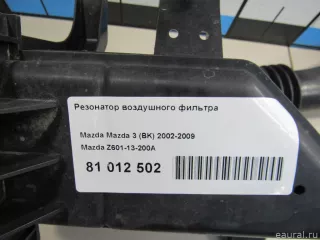 Резонатор воздушного фильтра
Mazda Mazda 3 (BK) 2002-2009
Mazda Z601-13-200A
81 012 502
eaural.ru